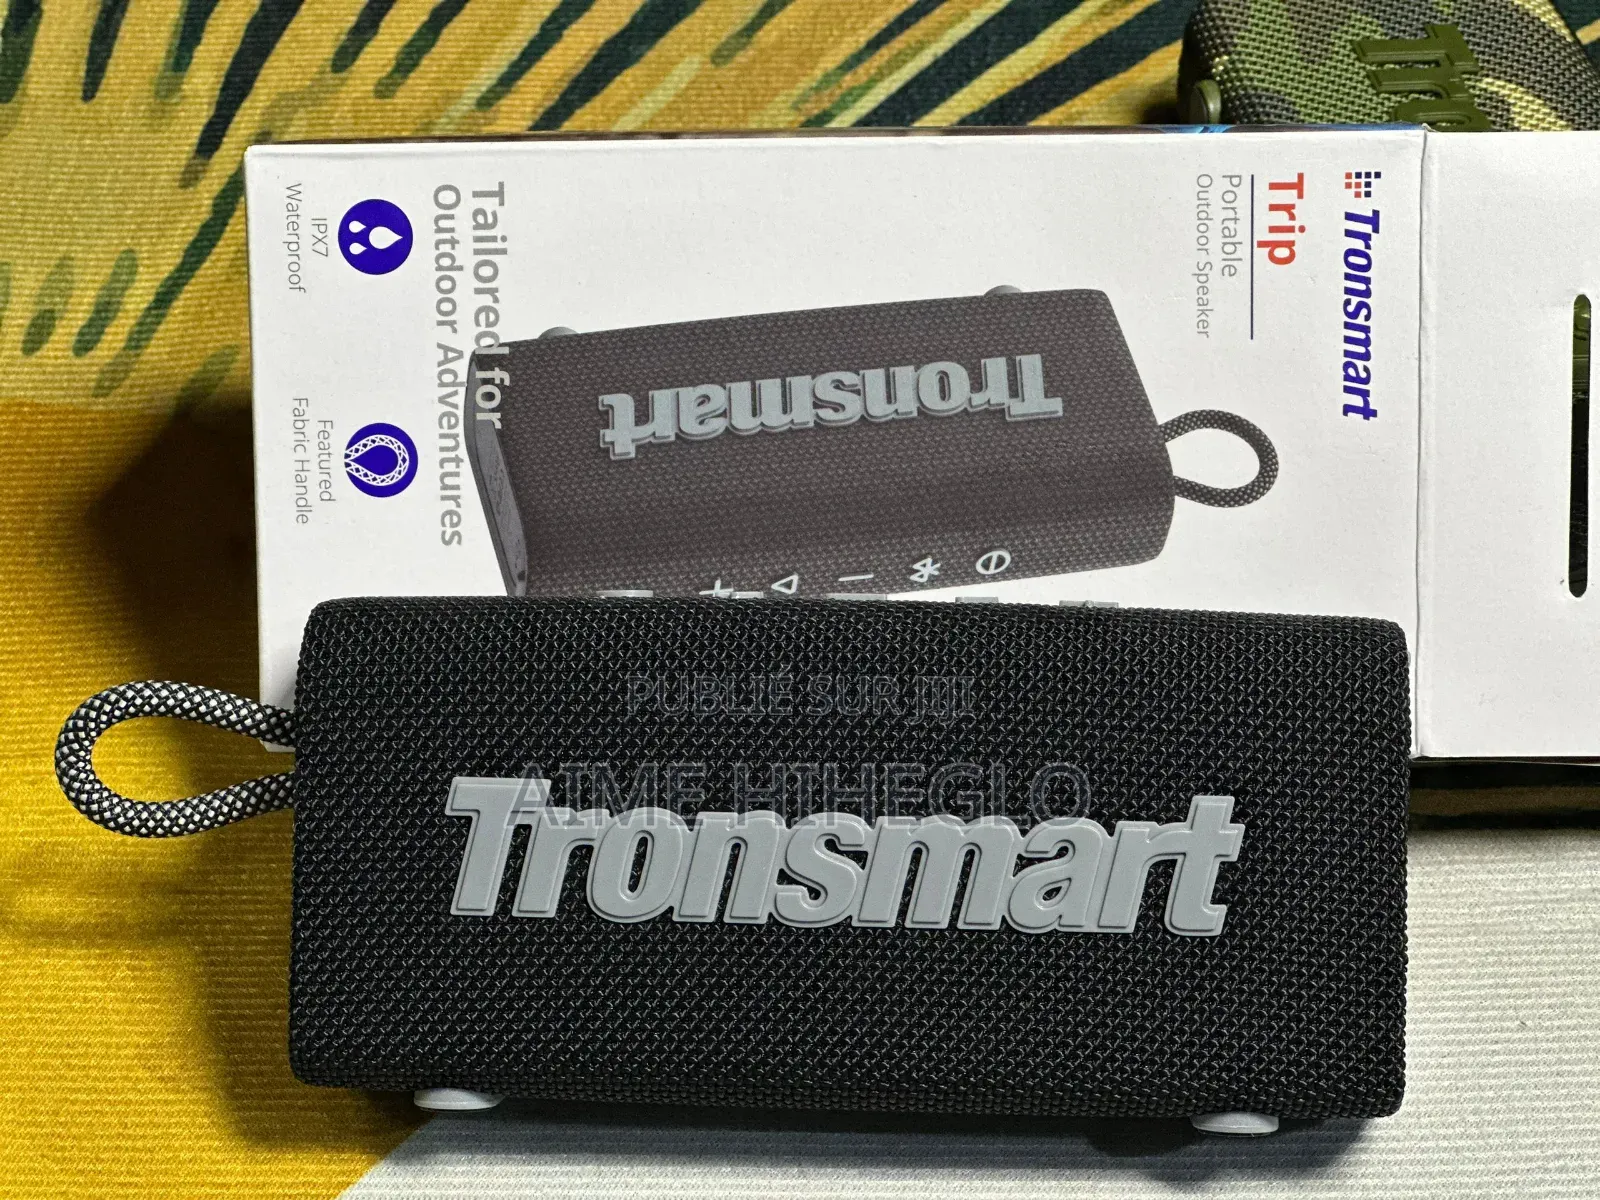 Tronsmart
Trip
Portable
Outdoor Speaker
Tronsmart
Tailored for
Outdoor Adventures
IPX7
Waterproof
Featured
Fabric Handle
PUBLIÉ SUR JIJI
AIME HIHEGLO
Tronsmart